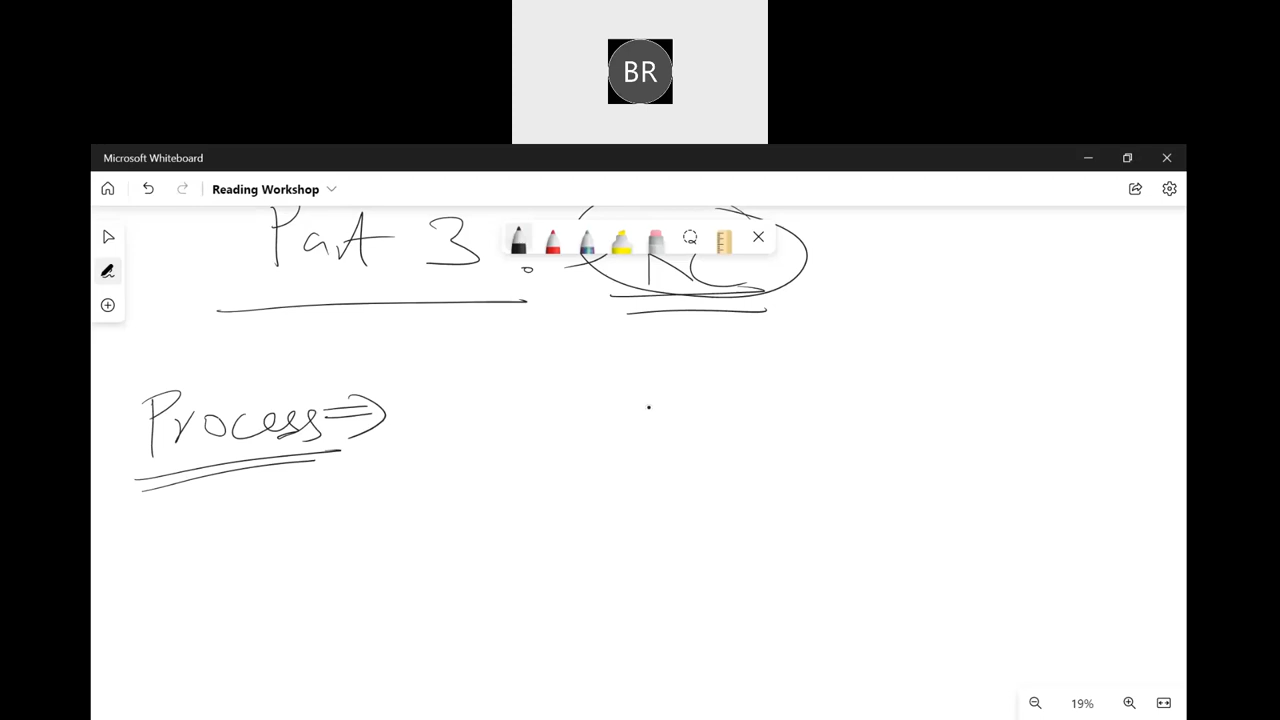 BR
Microsoft Whiteboard
Reading Workshop
Part 3
Process ⇒
19%